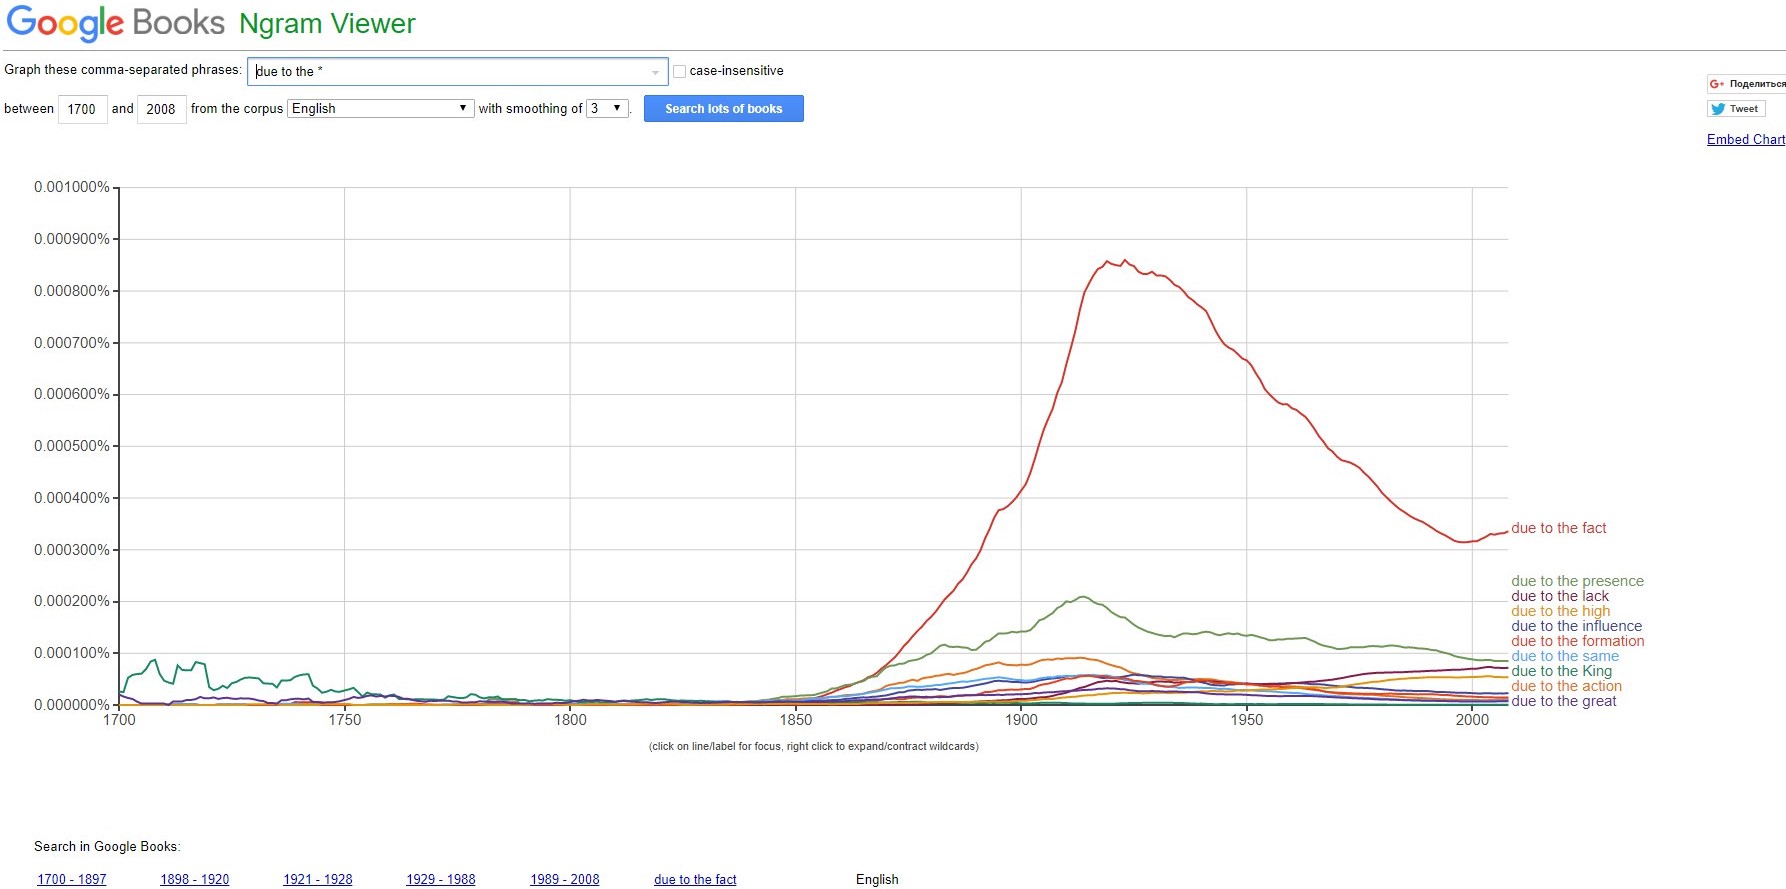 Google Books Ngram Viewer
Graph these comma-separated phrases: due to the * case-insensitive
between 1700 and 2008 from the corpus English with smoothing of 3 . Search lots of books
Поделиться
Tweet
Embed Chart
0.001000%
0.000900%
0.000800%
0.000700%
0.000600%
0.000500%
0.000400%
0.000300%
0.000200%
0.000100%
0.000000%
1700 1750 1800 1850 1900 1950 2000
due to the fact
due to the presence
due to the lack
due to the high
due to the influence
due to the formation
due to the same
due to the King
due to the action
due to the great
(click on line/label for focus, right click to expand/contract wildcards)
Search in Google Books:
1700 - 1897 1898 - 1920 1921 - 1928 1929 - 1988 1989 - 2008 due to the fact English